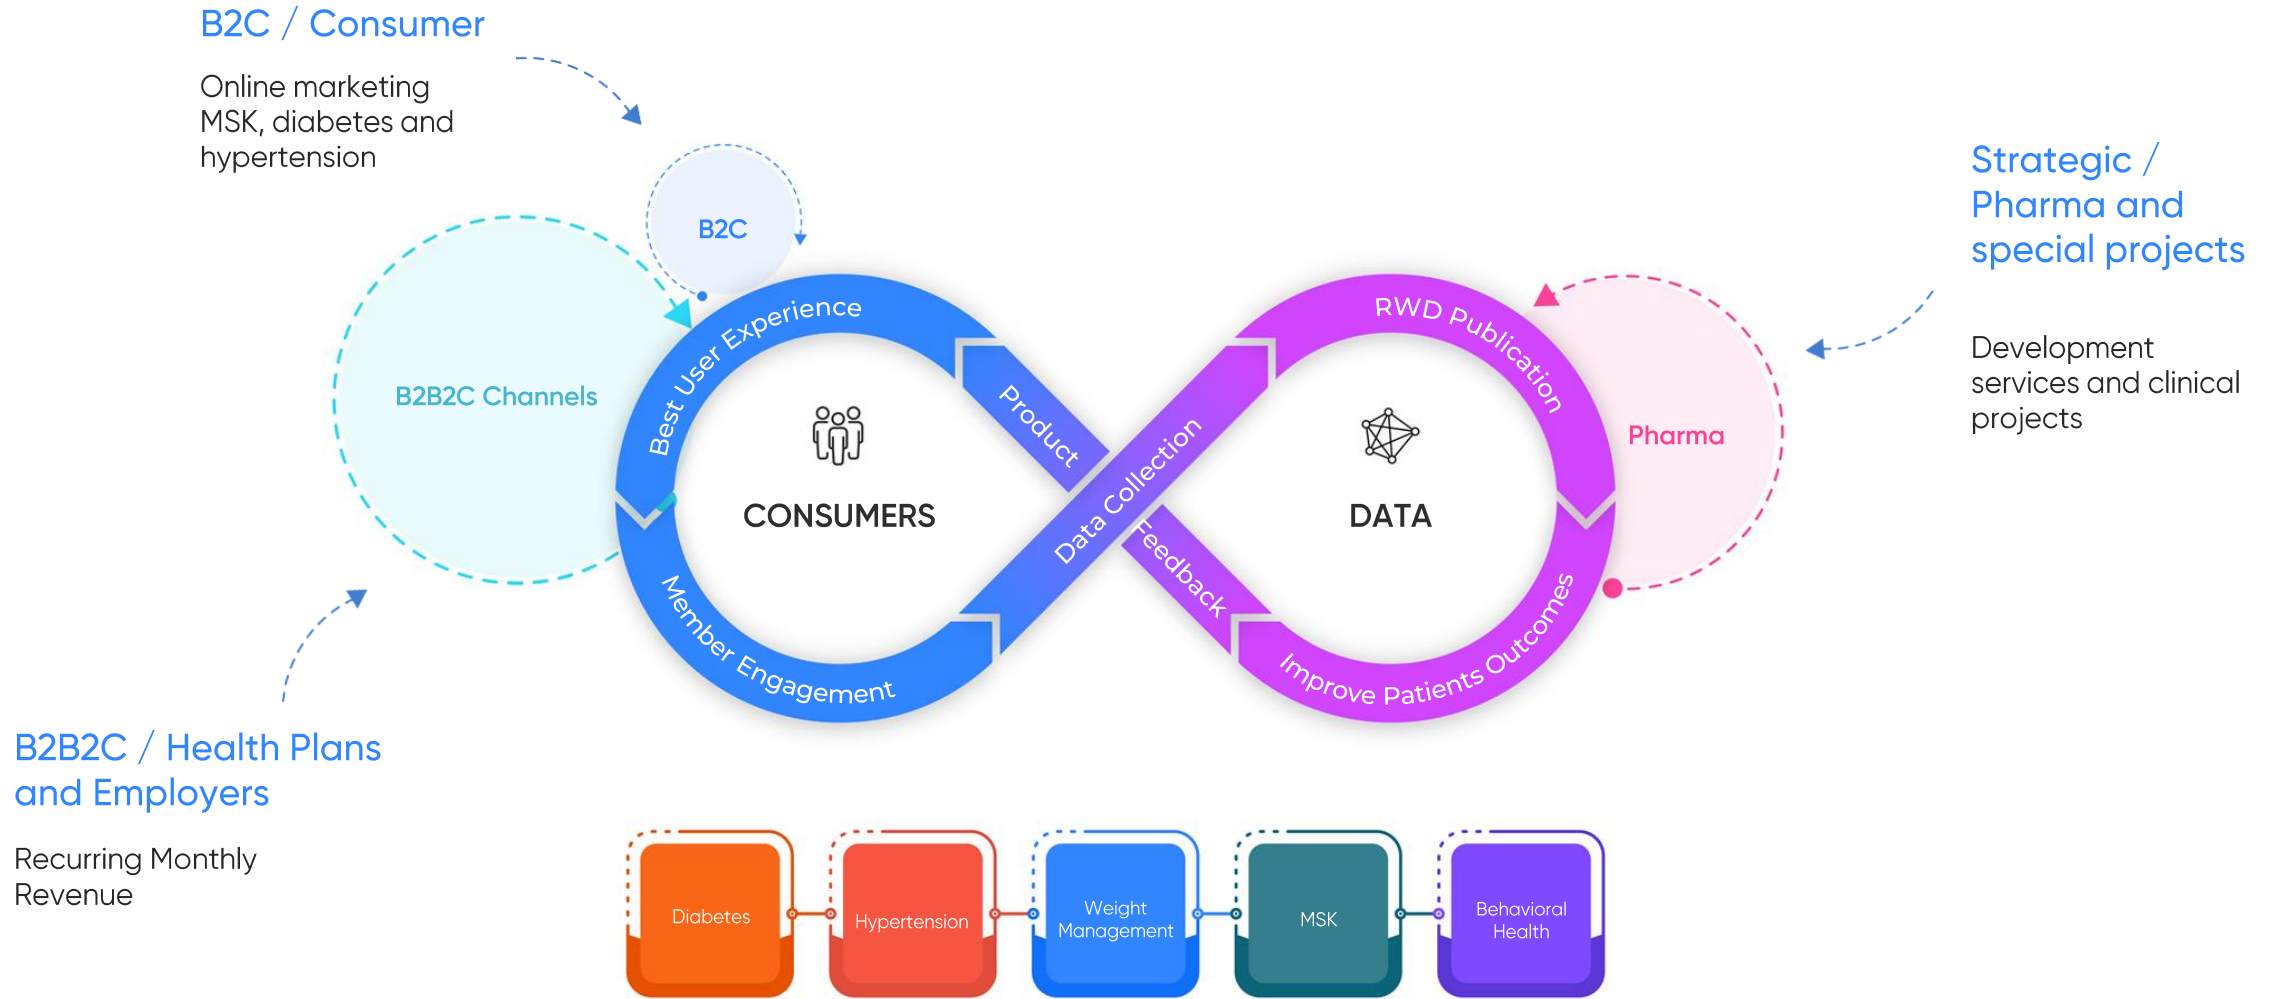 B2C / Consumer
Online marketing
MSK, diabetes and
hypertension
B2C
B2B2C Channels
Best User Experience
Member Engagement
CONSUMERS
Product
Data Collection
Feedback
RWD Publication
DATA
Improve Patients Outcomes
Pharma
Strategic /
Pharma and
special projects
Development
services and clinical
projects
B2B2C / Health Plans
and Employers
Recurring Monthly
Revenue
Diabetes
Hypertension
Weight
Management
MSK
Behavioral
Health